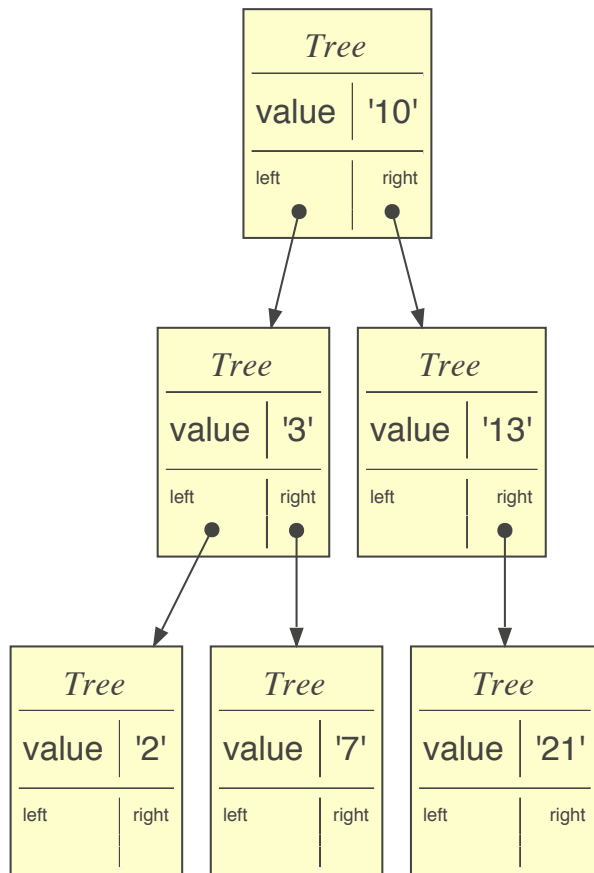 Tree
value '10'
left right
Tree
value '3'
left right
Tree
value '13'
left right
Tree
value '2'
left right
Tree
value '7'
left right
Tree
value '21'
left right